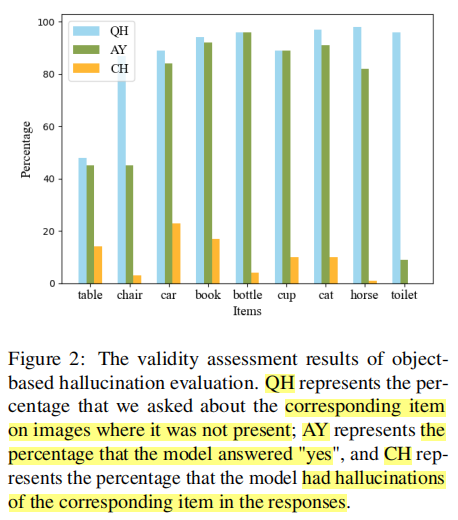 100
80
60
40
20
0
Percentage
QH
AY
CH
table chair car book bottle cup cat horse toilet
Items
Figure 2: The validity assessment results of object-
based hallucination evaluation. QH represents the per-
centage that we asked about the corresponding item
on images where it was not present; AY represents the
percentage that the model answered "yes", and CH rep-
resents the percentage that the model had hallucinations
of the corresponding item in the responses.